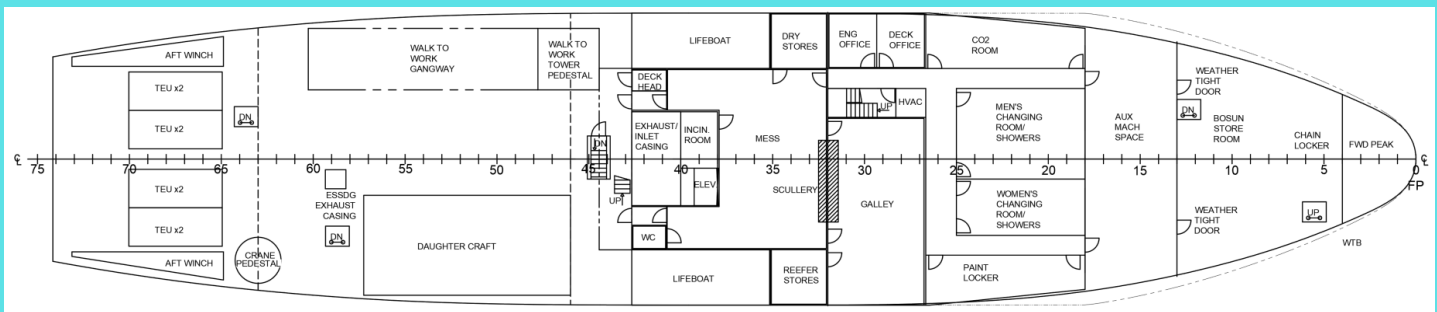 AFT WINCH
TEU x2
TEU x2
DN
WALK TO
WORK
GANGWAY
WALK TO
WORK
TOWER
PEDESTAL
LIFEBOAT
DRY
STORES
ENG
OFFICE
DECK
OFFICE
CO2
ROOM
DECK
HEAD
UP
HVAC
EXHAUST/
INLET
CASING
INCIN.
ROOM
MESS
MEN'S
CHANGING
ROOM/
SHOWERS
AUX
MACH
SPACE
WEATHER
TIGHT
DOOR
DN
BOSUN
STORE
ROOM
CHAIN
LOCKER
FWD PEAK
DN
℄
75
70
65
60
55
50
45
40
35
30
25
20
15
10
5
0
℄
FP
TEU x2
TEU x2
ESSDG
EXHAUST
CASING
DN
UP
ELEV
SCULLERY
GALLEY
WOMEN'S
CHANGING
ROOM/
SHOWERS
WEATHER
TIGHT
DOOR
UP
WTB
AFT WINCH
CRANE
PEDESTAL
DAUGHTER CRAFT
WC
LIFEBOAT
REEFER
STORES
PAINT
LOCKER